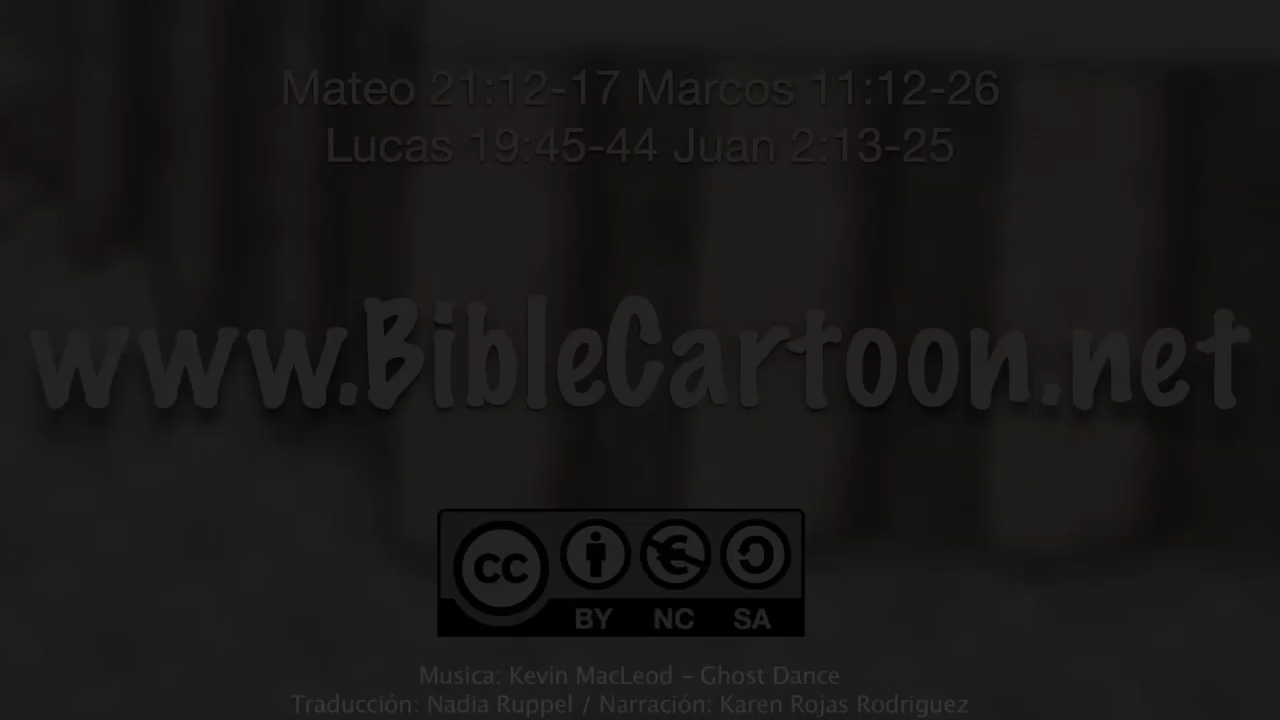 Mateo 21:12-17 Marcos 11:12-26
Lucas 19:45-44 Juan 2:13-25
www.BibleCartoon.net
cc
BY NC SA
Musica: Kevin MacLeod - Ghost Dance
Traducción: Nadia Ruppel / Narración: Karen Rojas Rodriguez